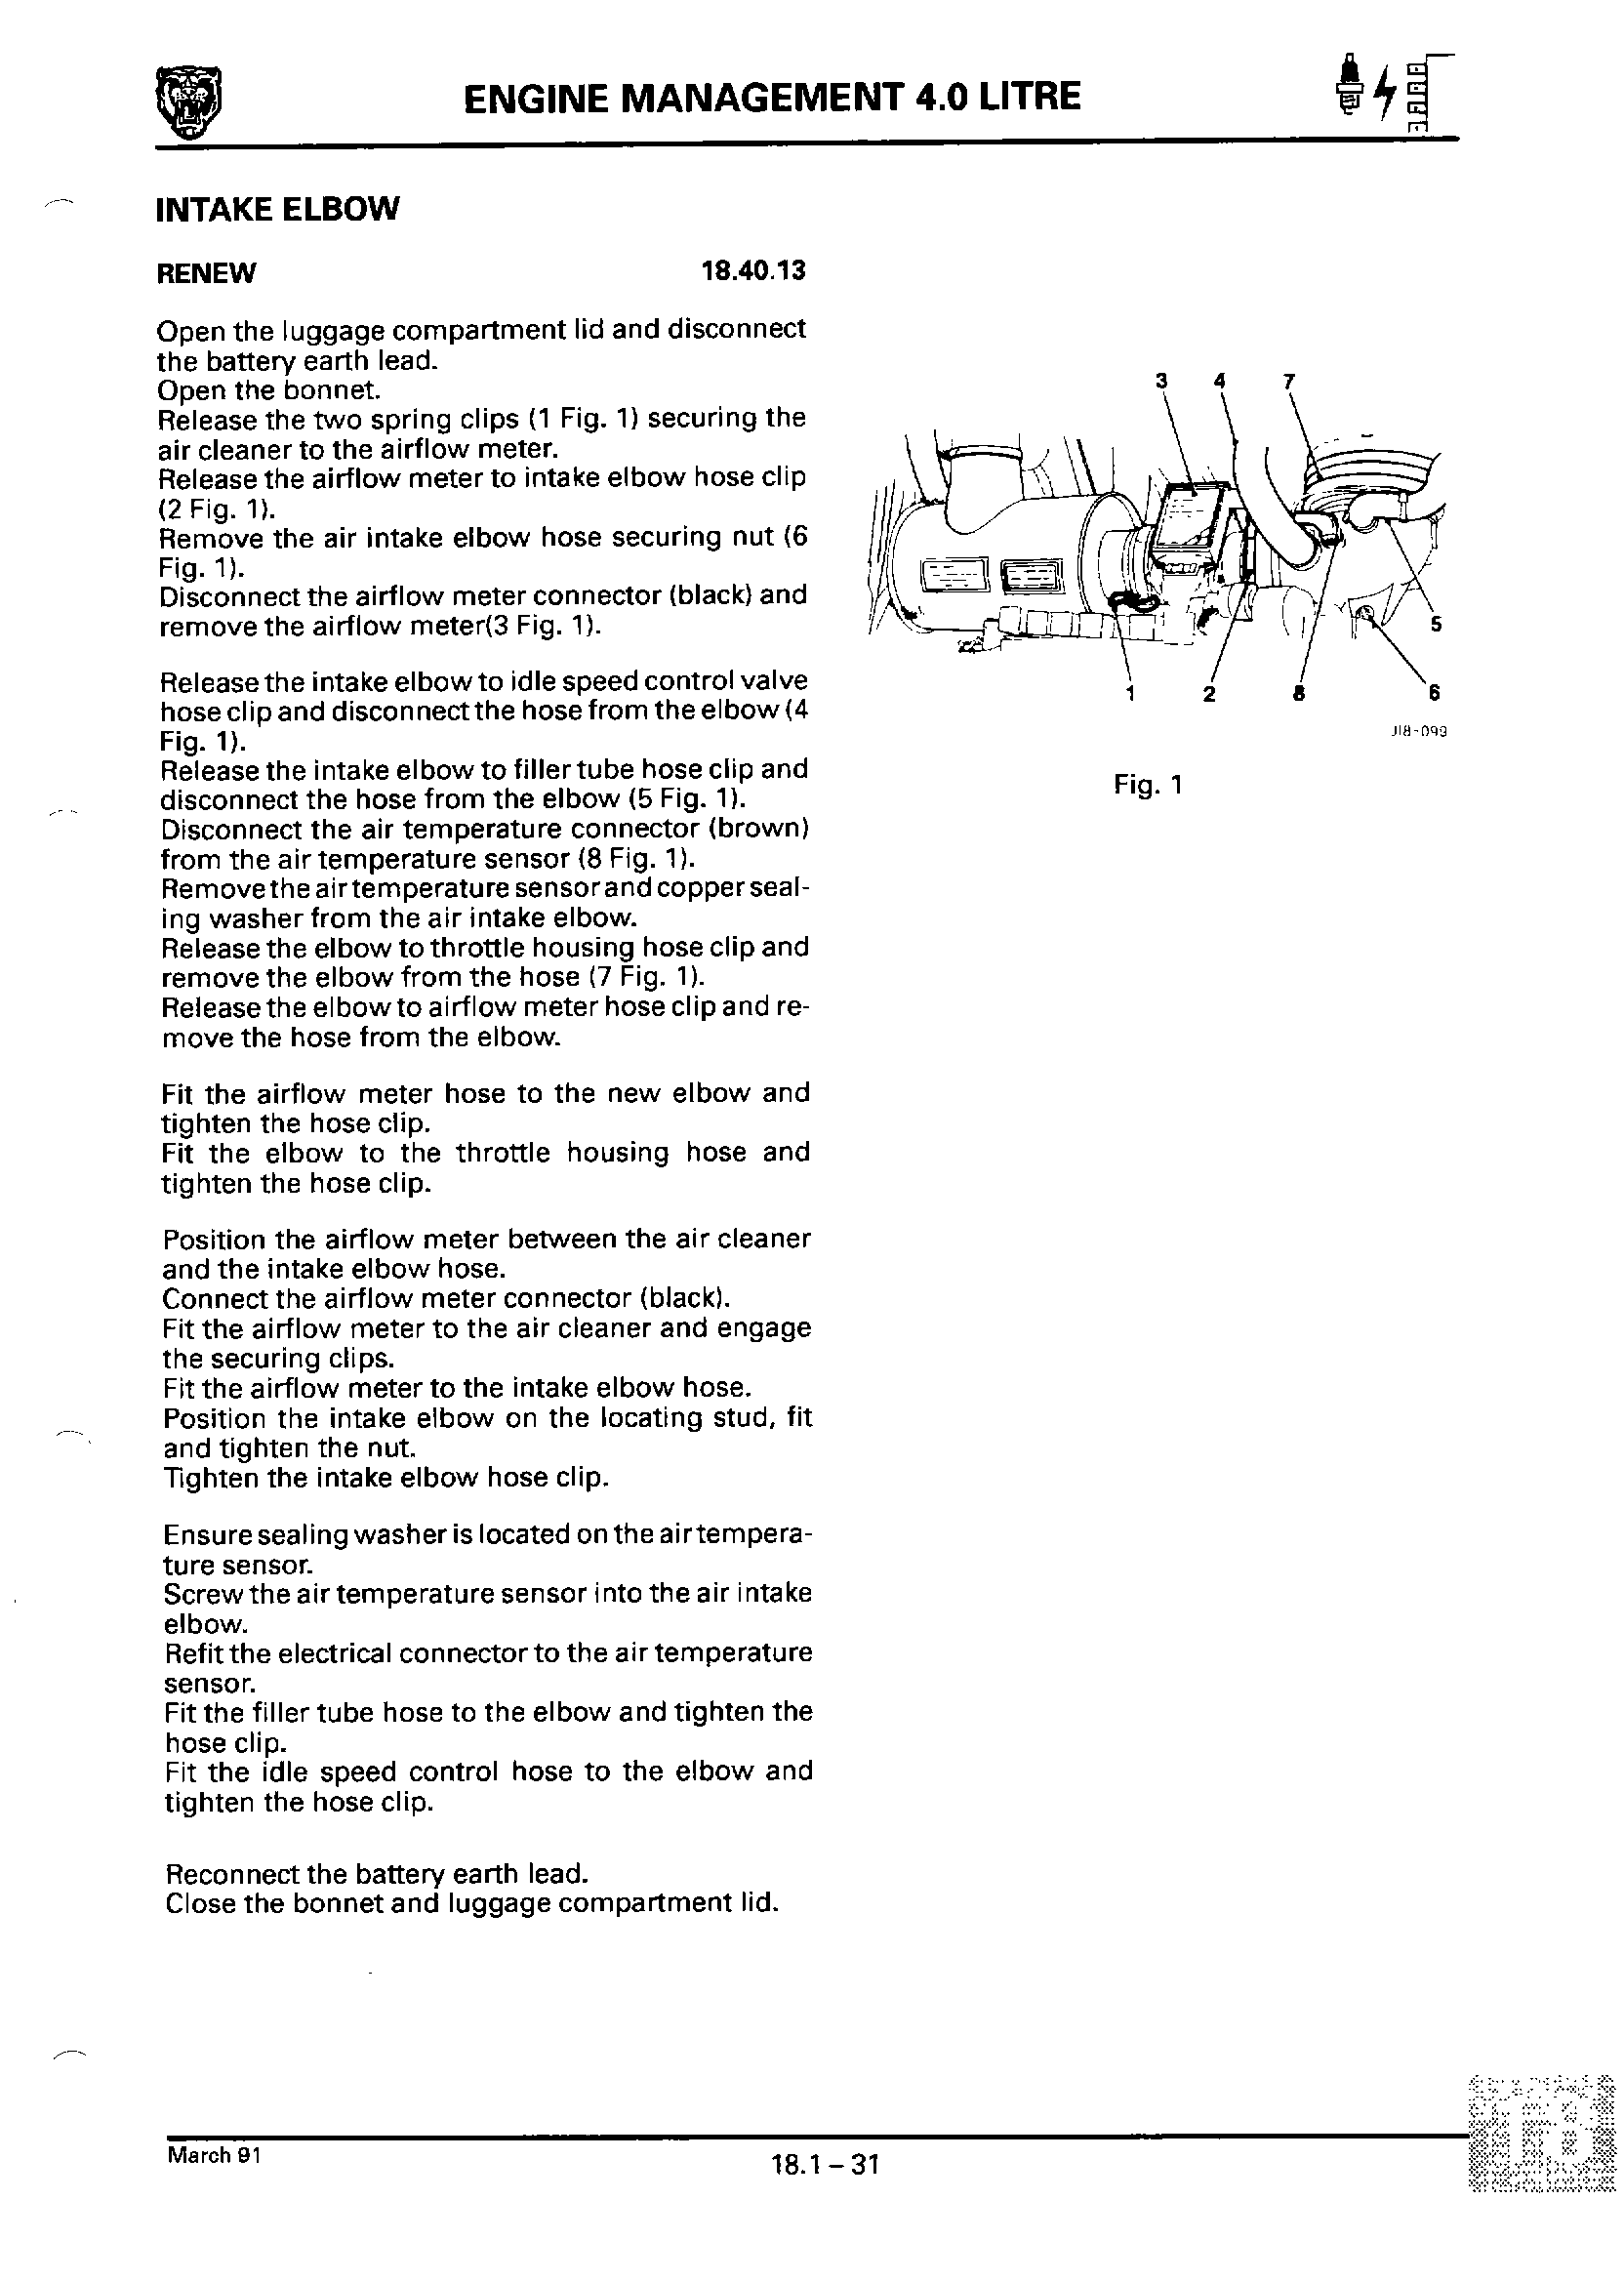 ENGINE MANAGEMENT 4.0 LITRE
INTAKE ELBOW
RENEW 18.40.13
Open the luggage compartment lid and disconnect
the battery earth lead.
Open the bonnet.
Release the two spring clips (1 Fig. 1) securing the
air cleaner to the airflow meter.
Release the airflow meter to intake elbow hose clip
(2 Fig. 1).
Remove the air intake elbow hose securing nut (6
Fig. 1).
Disconnect the airflow meter connector (black) and
remove the airflow meter(3 Fig. 1).
Release the intake elbow to idle speed control valve
hose clip and disconnect the hose from the elbow (4
Fig. 1).
Release the intake elbow to filler tube hose clip and
disconnect the hose from the elbow (5 Fig. 1).
Disconnect the air temperature connector (brown)
from the air temperature sensor (8 Fig. 1).
Remove the air temperature sensor and copper seal-
ing washer from the air intake elbow.
Release the elbow to throttle housing hose clip and
remove the elbow from the hose (7 Fig. 1).
Release the elbow to airflow meter hose clip and re-
move the hose from the elbow.
Fit the airflow meter hose to the new elbow and
tighten the hose clip.
Fit the elbow to the throttle housing hose and
tighten the hose clip.
Position the airflow meter between the air cleaner
and the intake elbow hose.
Connect the airflow meter connector (black).
Fit the airflow meter to the air cleaner and engage
the securing clips.
Fit the airflow meter to the intake elbow hose.
Position the intake elbow on the locating stud, fit
and tighten the nut.
Tighten the intake elbow hose clip.
Ensure sealing washer is located on the air tempera-
ture sensor.
Screw the air temperature sensor into the air intake
elbow.
Refit the electrical connector to the air temperature
sensor.
Fit the filler tube hose to the elbow and tighten the
hose clip.
Fit the idle speed control hose to the elbow and
tighten the hose clip.
Reconnect the battery earth lead.
Close the bonnet and luggage compartment lid.
3 4 7
5
1 2 8 6
J18-099
Fig. 1
March 91
18.1 – 31
18